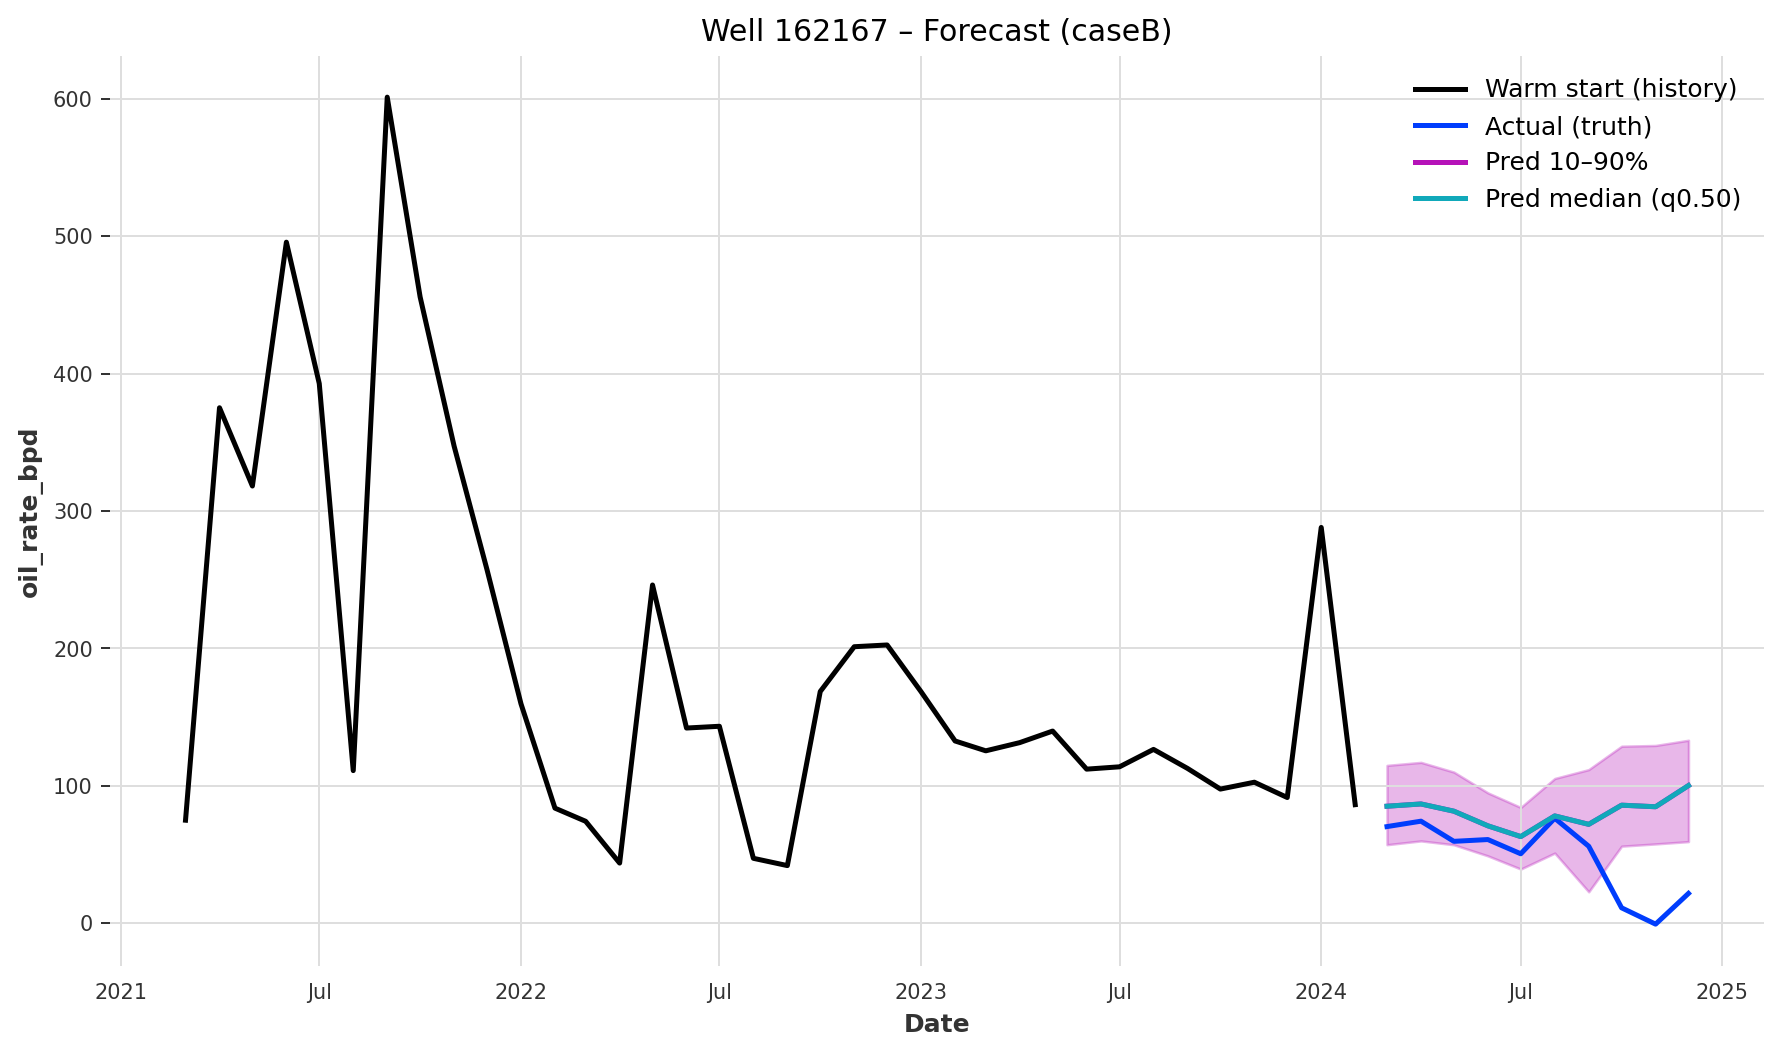 Well 162167 – Forecast (caseB)
Warm start (history)
Actual (truth)
Pred 10–90%
Pred median (q0.50)
oil_rate_bpd
600
500
400
300
200
100
0
2021 Jul 2022 Jul 2023 Jul 2024 Jul 2025
Date